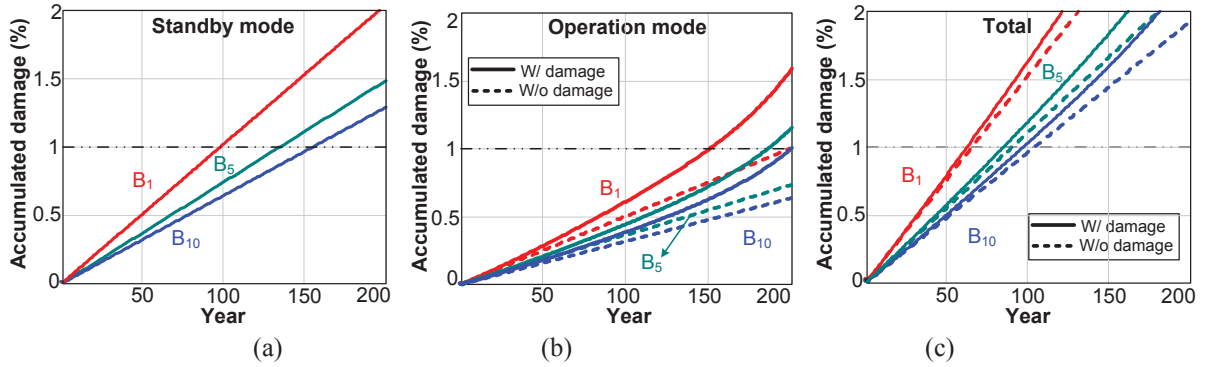 Standby mode
Accumulated damage (%)
2
1.5
1
0.5
0
B1
B5
B10
50
100
150
200
Year
(a)
Operation mode
Accumulated damage (%)
2
1.5
1
0.5
0
W/ damage
W/o damage
B1
B10
B5
50
100
150
200
Year
(b)
Total
Accumulated damage (%)
2
1.5
1
0.5
0
B5
B1
B10
W/ damage
W/o damage
50
100
150
200
Year
(c)